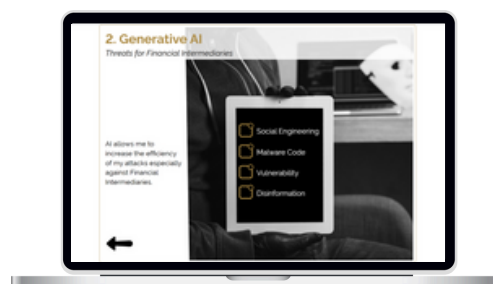 2. Generative AI
Threats for Financial Intermediaries
Social Engineering
Malware Code
Vulnerability
Disinformation
AI allows me to
increase the efficiency
of my attacks especially
against Financial
Intermediaries.